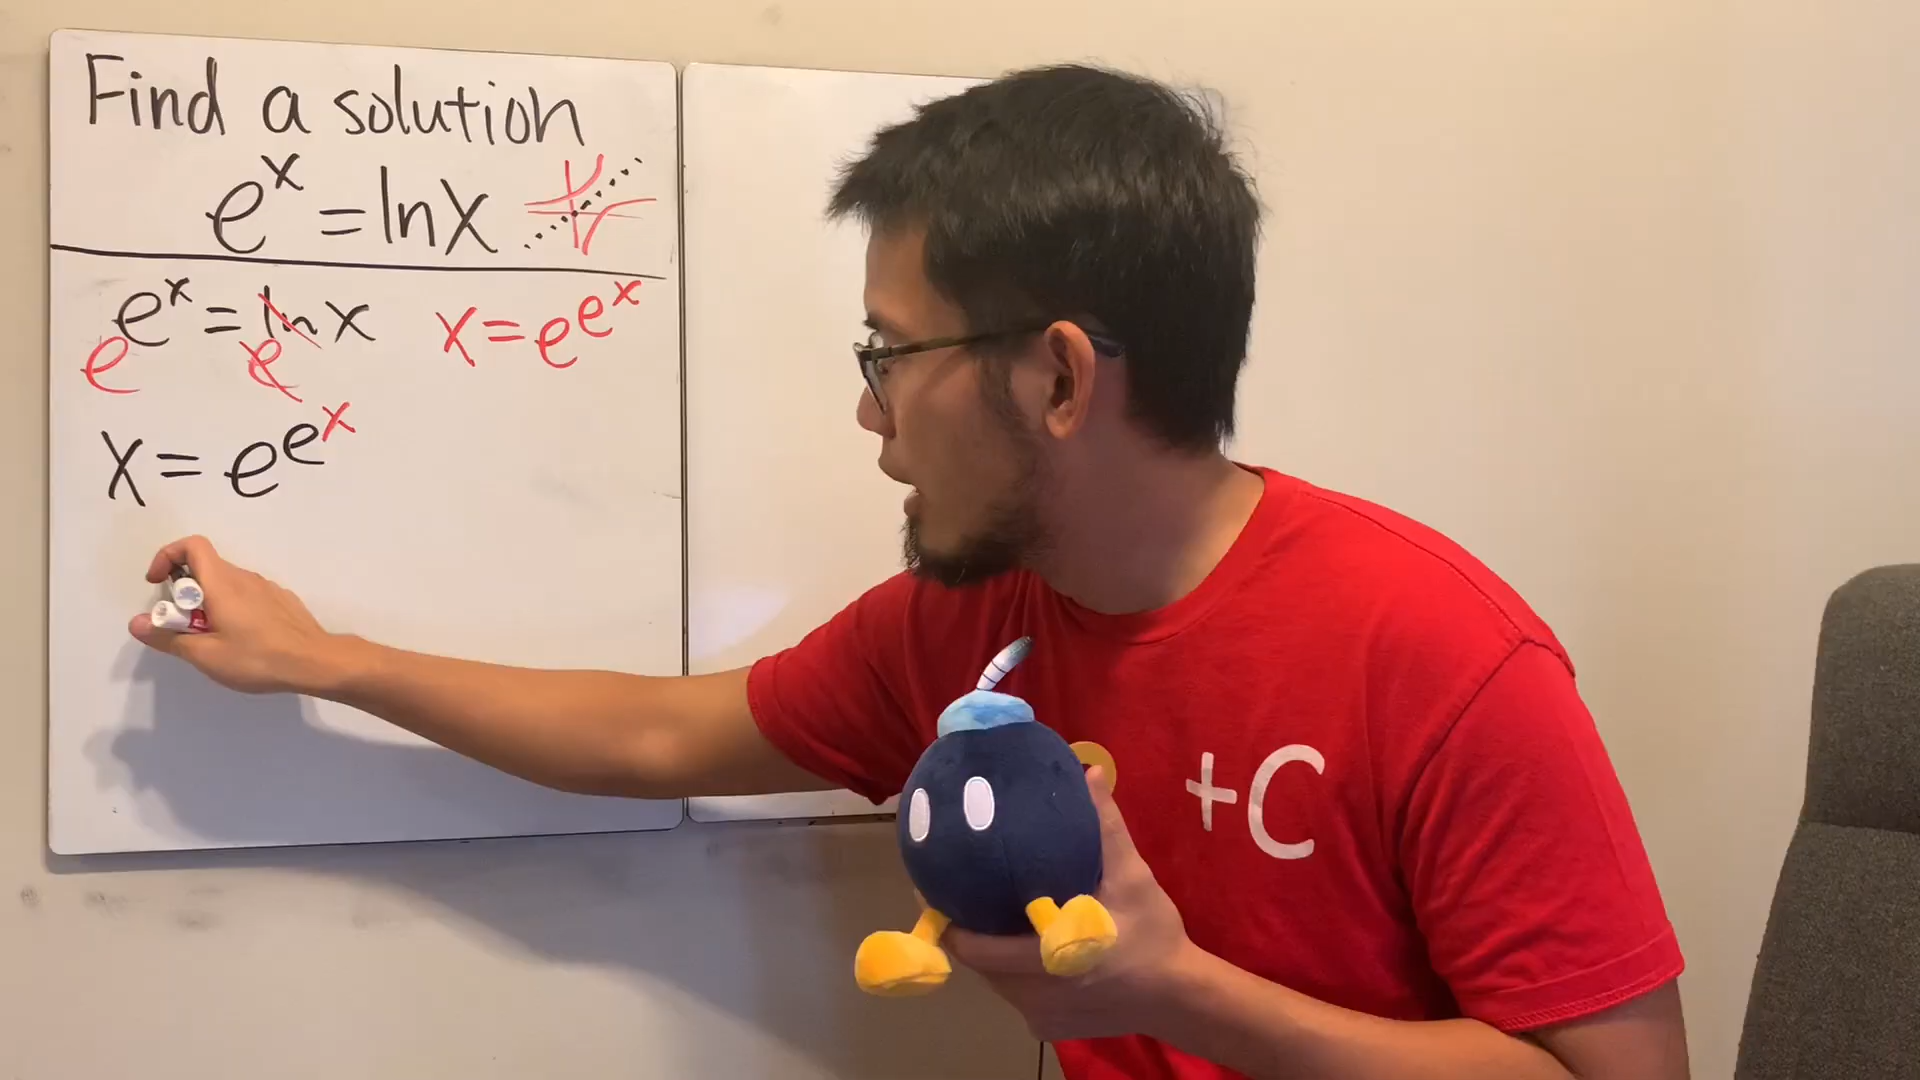 Find a solution
e^x = ln x
e^{e^x} = e^{ln x}
x = e^{e^x}
x = e^{e^x}
+C